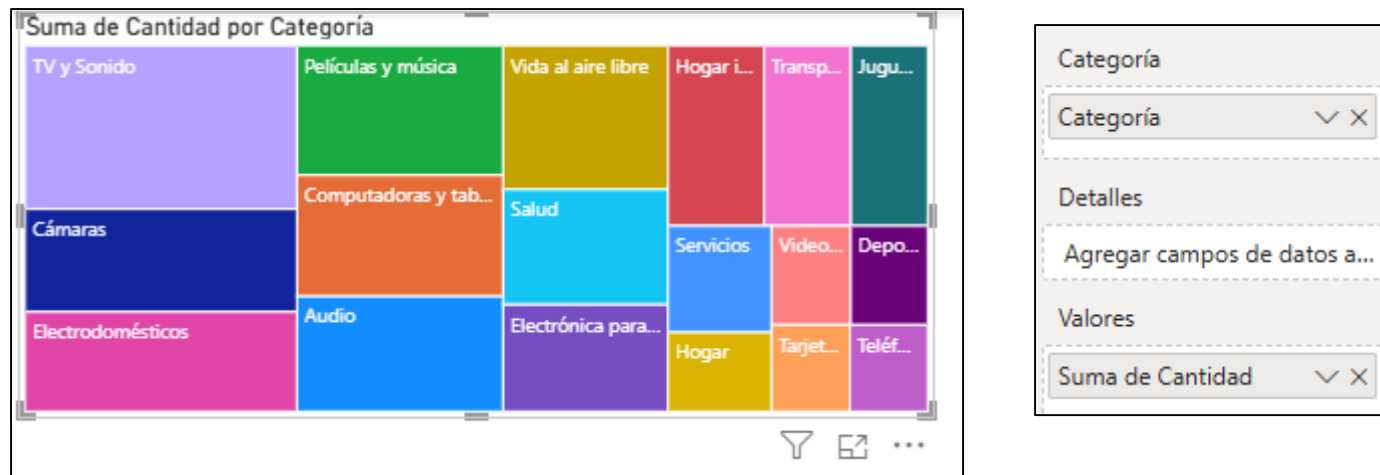 Suma de Cantidad por Categoría
TV y Sonido
Películas y música
Vida al aire libre
Hogar i...
Transp...
Jugu...
Cámaras
Computadoras y tab...
Salud
Servicios
Video...
Depo...
Electrodomésticos
Audio
Electrónica para...
Hogar
Tarjet...
Teléf...
Categoría
Categoría
Detalles
Agregar campos de datos a...
Valores
Suma de Cantidad